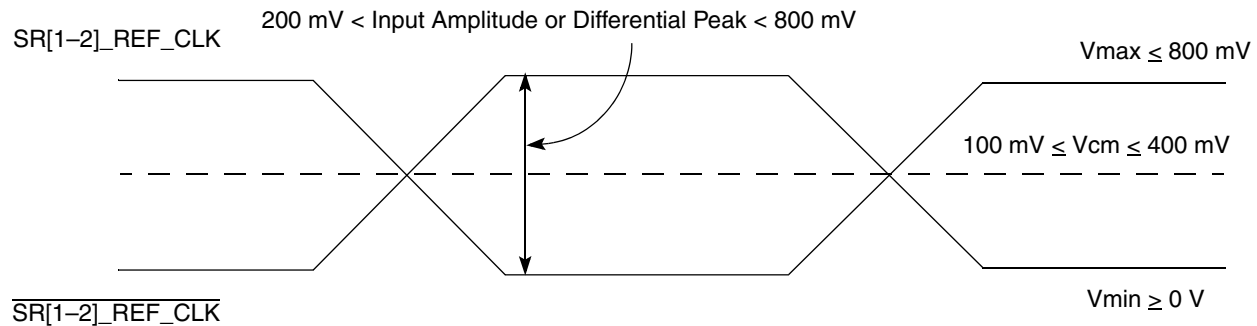 200 mV < Input Amplitude or Differential Peak < 800 mV
SR[1–2]_REF_CLK
Vmax ≤ 800 mV
100 mV ≤ Vcm ≤ 400 mV
Vmin ≥ 0 V
SR[1–2]_REF_CLK